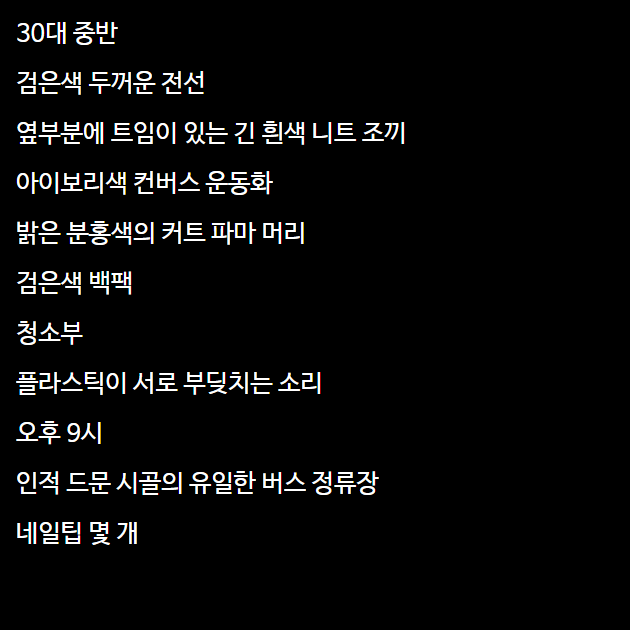 30대 중반
검은색 두꺼운 전선
옆부분에 트임이 있는 긴 흰색 니트 조끼
아이보리색 컨버스 운동화
밝은 분홍색의 커트 파마 머리
검은색 백팩
청소부
플라스틱이 서로 부딪치는 소리
오후 9시
인적 드문 시골의 유일한 버스 정류장
네일팁 몇 개